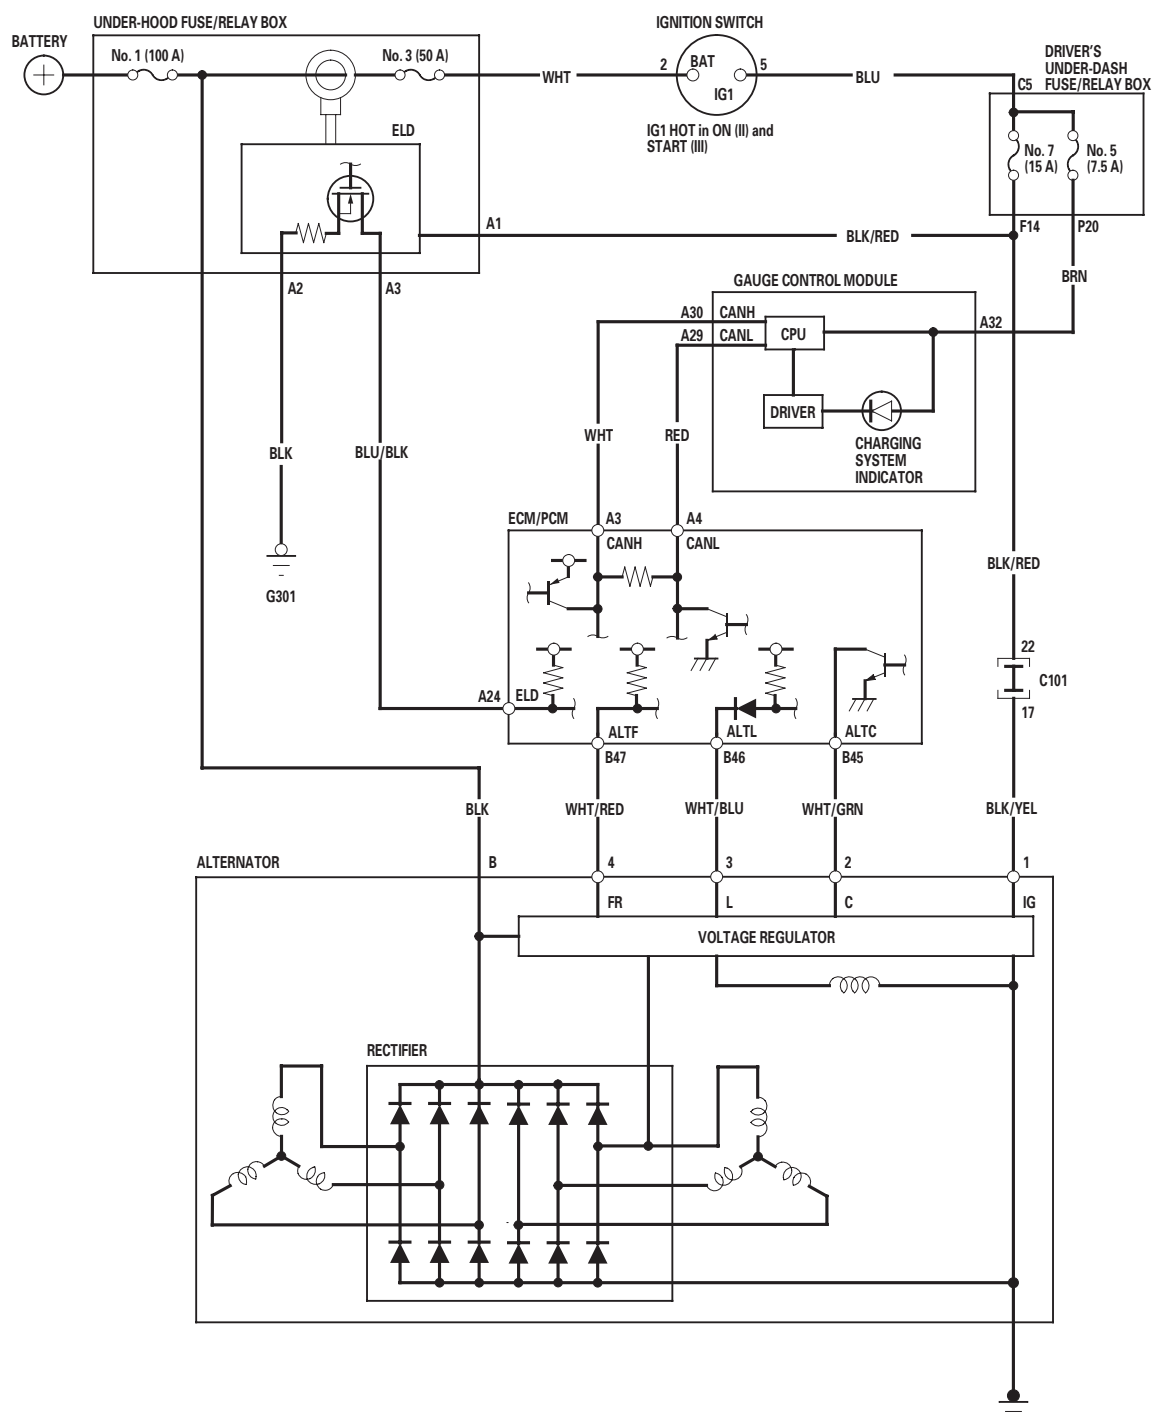 UNDER-HOOD FUSE/RELAY BOX
IGNITION SWITCH
BATTERY
No. 1 (100 A)
No. 3 (50 A)
WHT
2
BAT
5
IG1
BLU
DRIVER'S
UNDER-DASH
FUSE/RELAY BOX
C5
IG1 HOT in ON (II) and
START (III)
ELD
No. 7
(15 A)
No. 5
(7.5 A)
A1
BLK/RED
F14
P20
A2
A3
BRN
GAUGE CONTROL MODULE
A30
CANH
A29
CANL
CPU
A32
DRIVER
CHARGING
SYSTEM
INDICATOR
WHT
RED
BLK
BLU/BLK
ECM/PCM
A3
A4
CANH
CANL
G301
BLK/RED
22
C101
17
A24
ELD
ALTF
ALTL
ALTC
B47
B46
B45
BLK
WHT/RED
WHT/BLU
WHT/GRN
BLK/YEL
ALTERNATOR
B
4
3
2
1
FR
L
C
IG
VOLTAGE REGULATOR
RECTIFIER